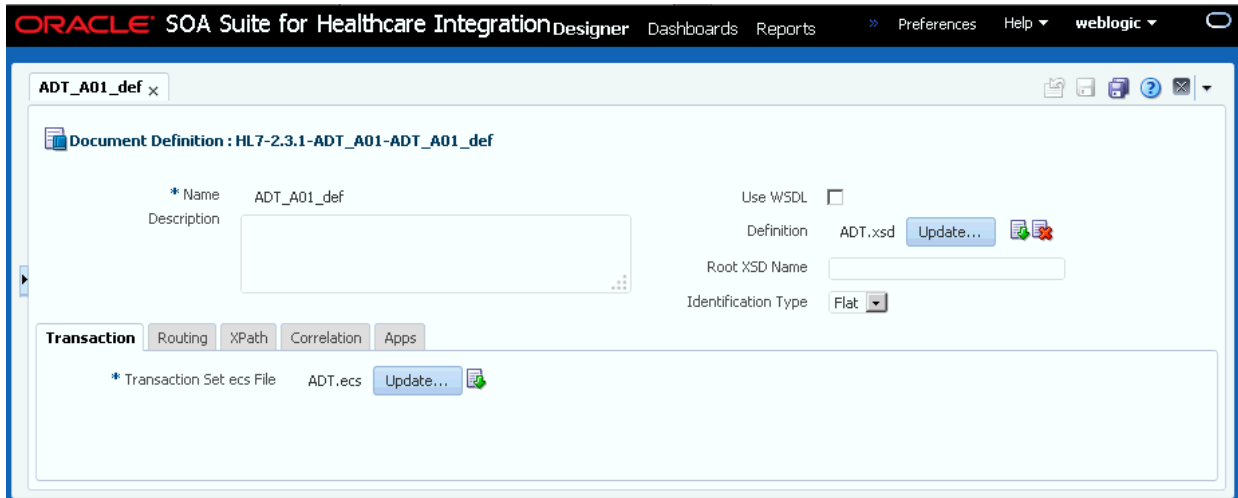 ORACLE® SOA Suite for Healthcare Integration Designer Dashboards Reports » Preferences Help weblogic
ADT_A01_def x
Document Definition : HL7-2.3.1-ADT_A01-ADT_A01_def
* Name ADT_A01_def
Description
Use WSDL
Definition ADT.xsd Update...
Root XSD Name
Identification Type Flat
Transaction Routing XPath Correlation Apps
* Transaction Set ecs File ADT.ecs Update...